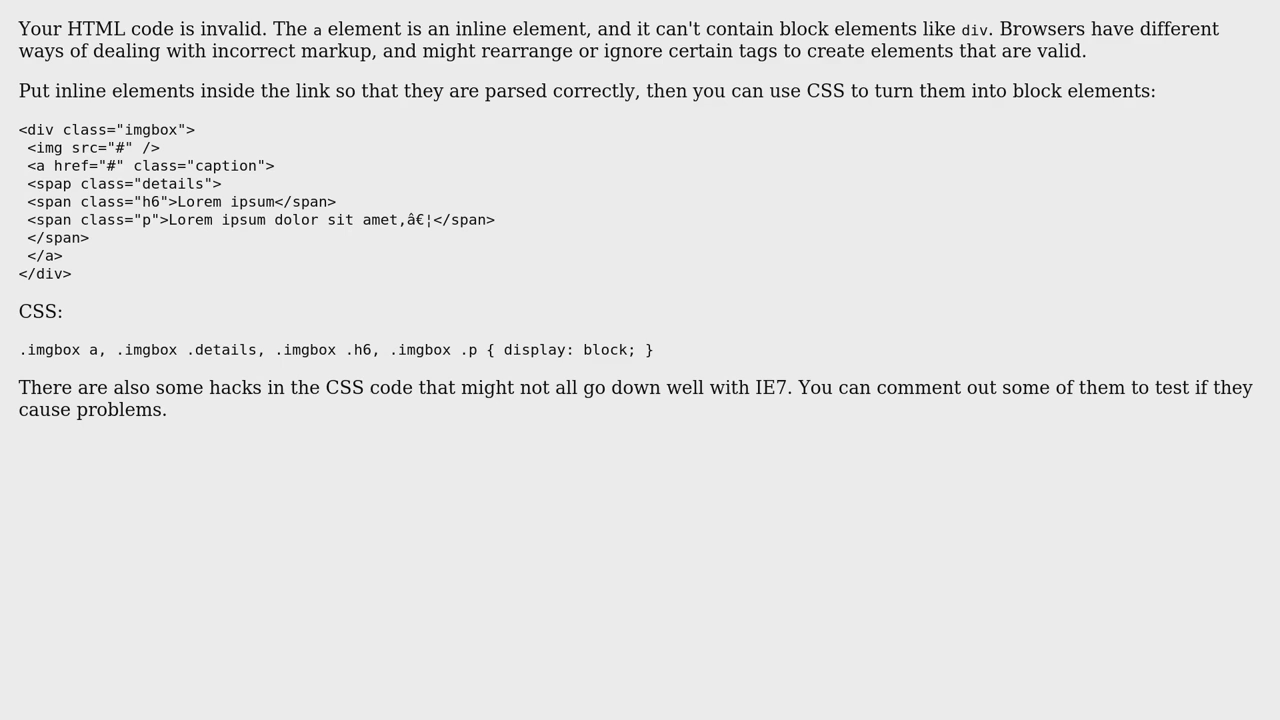 Your HTML code is invalid. The a element is an inline element, and it can't contain block elements like div. Browsers have different
ways of dealing with incorrect markup, and might rearrange or ignore certain tags to create elements that are valid.
Put inline elements inside the link so that they are parsed correctly, then you can use CSS to turn them into block elements:
<div class="imgbox">
 <img src="#" />
 <a href="#" class="caption">
 <spap class="details">
 <span class="h6">Lorem ipsum</span>
 <span class="p">Lorem ipsum dolor sit amet,â€¦</span>
 </span>
 </a>
</div>
CSS:
.imgbox a, .imgbox .details, .imgbox .h6, .imgbox .p { display: block; }
There are also some hacks in the CSS code that might not all go down well with IE7. You can comment out some of them to test if they
cause problems.